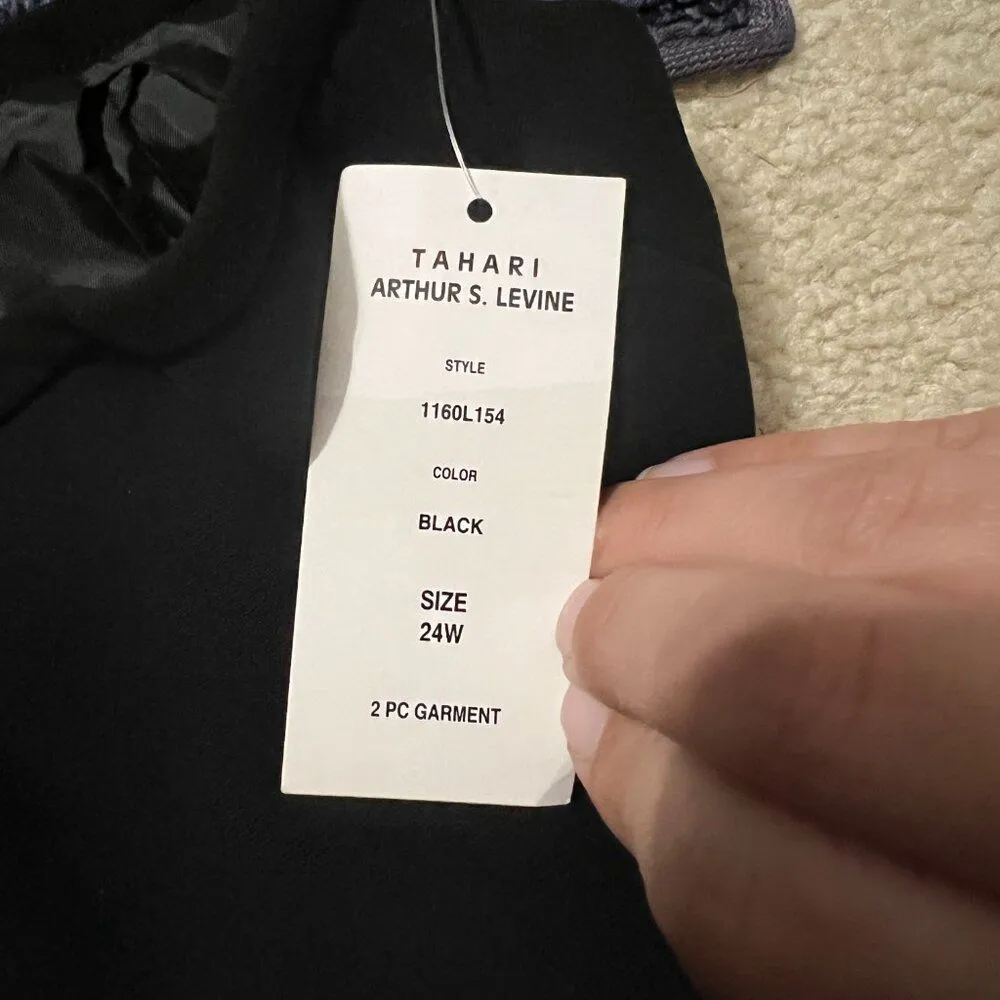 TAHARI
ARTHUR S. LEVINE
STYLE
1160L154
COLOR
BLACK
SIZE
24W
2 PC GARMENT